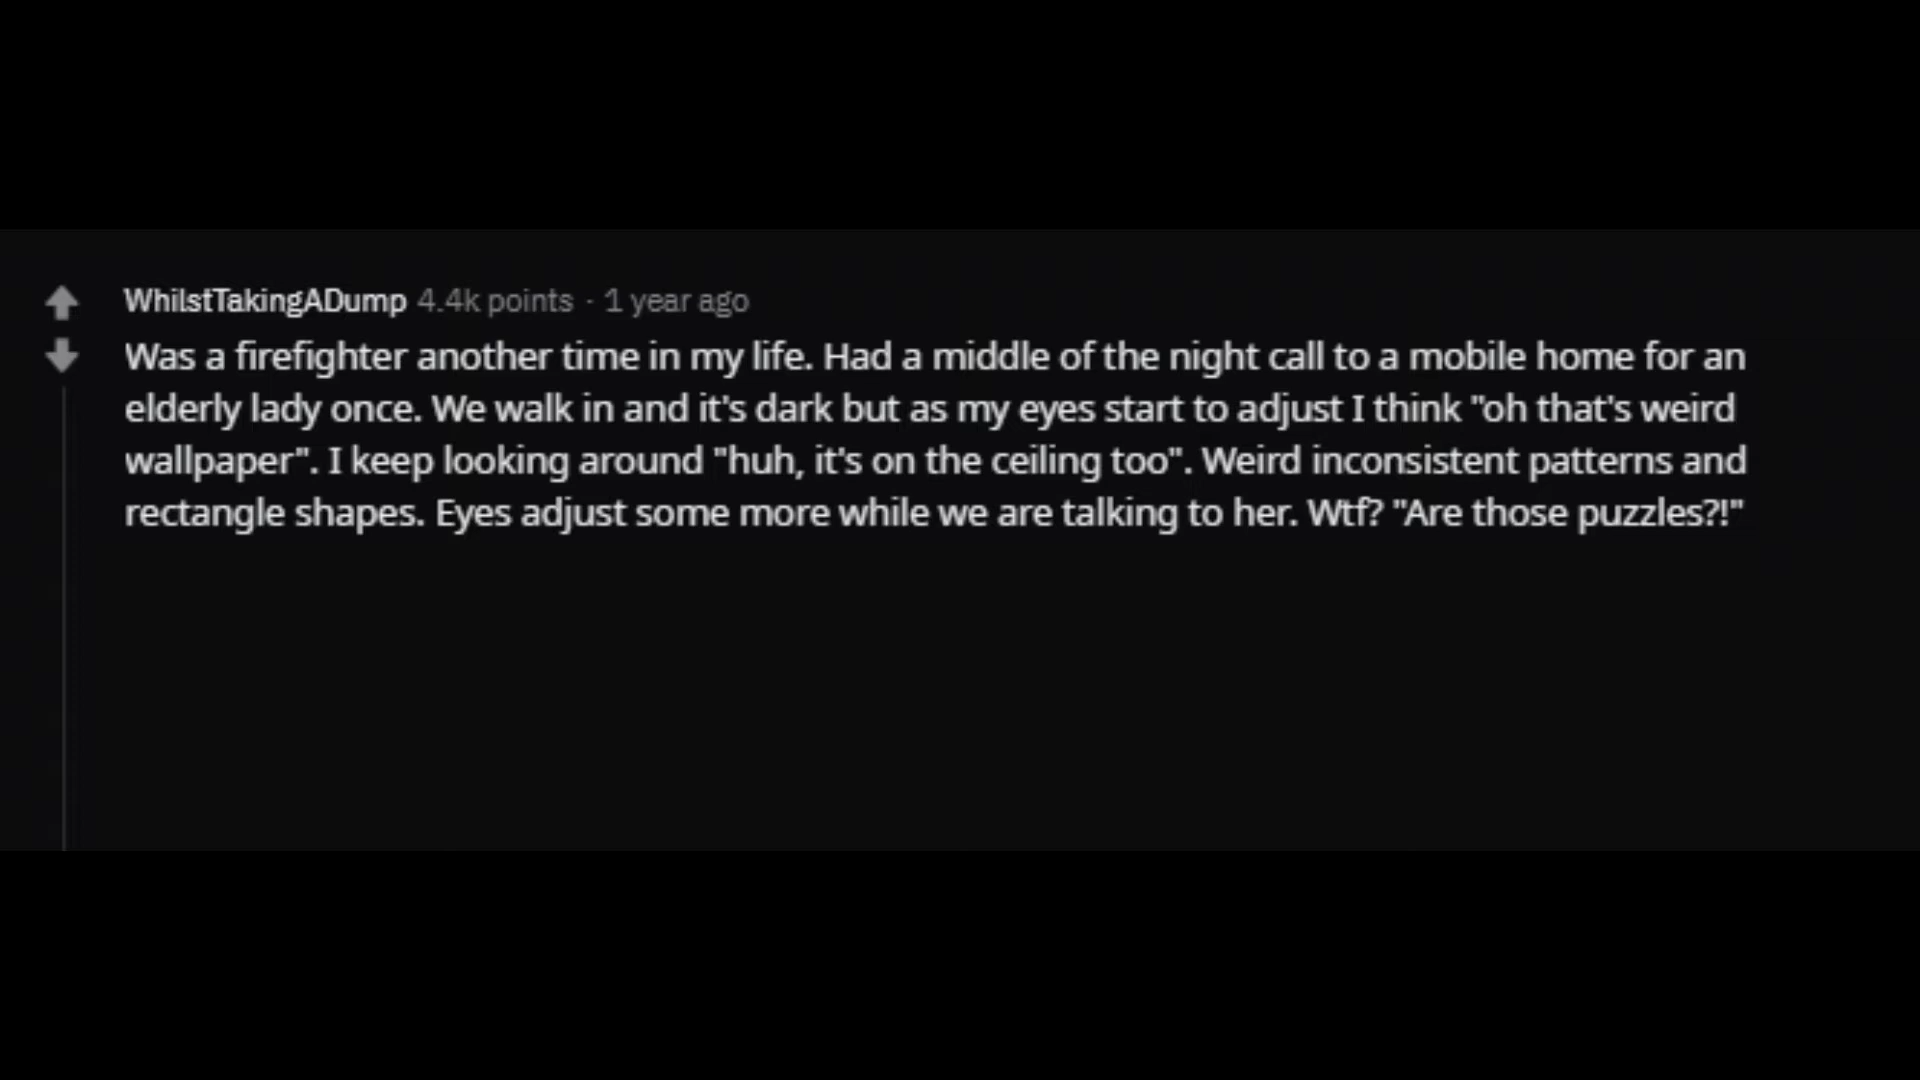 WhilstTakingADump 4.4k points · 1 year ago
Was a firefighter another time in my life. Had a middle of the night call to a mobile home for an
elderly lady once. We walk in and it's dark but as my eyes start to adjust I think "oh that's weird
wallpaper". I keep looking around "huh, it's on the ceiling too". Weird inconsistent patterns and
rectangle shapes. Eyes adjust some more while we are talking to her. Wtf? "Are those puzzles?!"